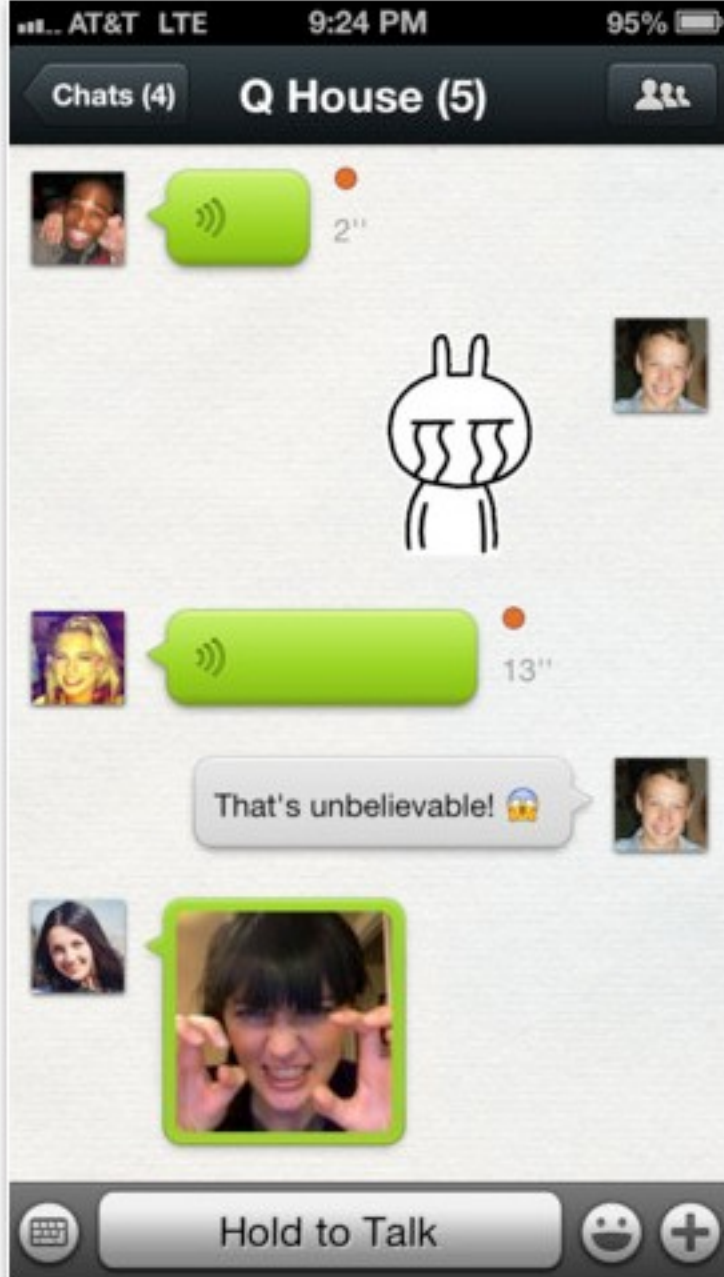 AT&T LTE 9:24 PM 95%
Chats (4) Q House (5)
2''
13''
That's unbelievable! 😱
Hold to Talk